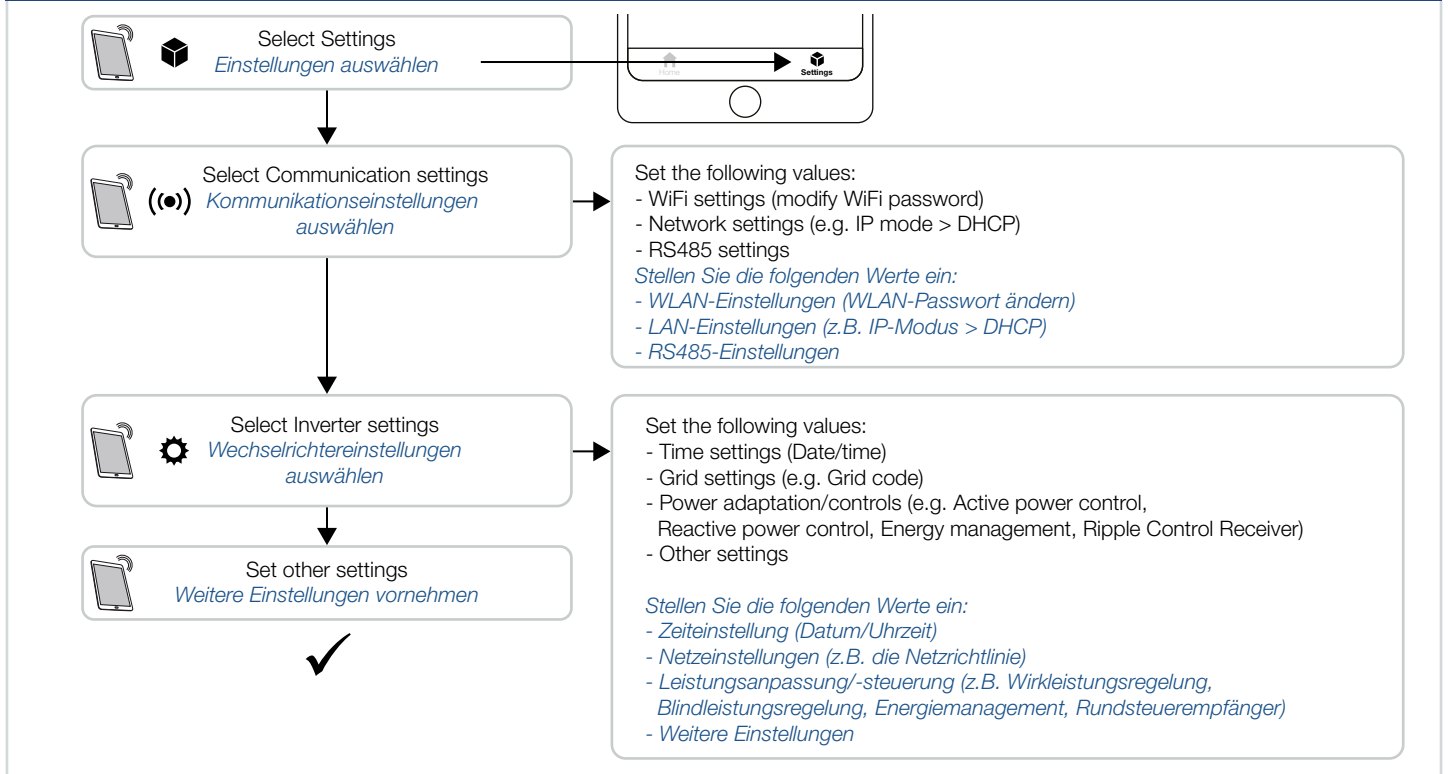 Select Settings
Einstellungen auswählen
Home
Settings
Select Communication settings
Kommunikationseinstellungen
auswählen
Set the following values:
- WiFi settings (modify WiFi password)
- Network settings (e.g. IP mode > DHCP)
- RS485 settings
Stellen Sie die folgenden Werte ein:
- WLAN-Einstellungen (WLAN-Passwort ändern)
- LAN-Einstellungen (z.B. IP-Modus > DHCP)
- RS485-Einstellungen
Select Inverter settings
Wechselrichtereinstellungen
auswählen
Set the following values:
- Time settings (Date/time)
- Grid settings (e.g. Grid code)
- Power adaptation/controls (e.g. Active power control,
Reactive power control, Energy management, Ripple Control Receiver)
- Other settings
Stellen Sie die folgenden Werte ein:
- Zeiteinstellung (Datum/Uhrzeit)
- Netzeinstellungen (z.B. die Netzrichtlinie)
- Leistungsanpassung/-steuerung (z.B. Wirkleistungsregelung,
Blindleistungsregelung, Energiemanagement, Rundsteuerempfänger)
- Weitere Einstellungen
Set other settings
Weitere Einstellungen vornehmen